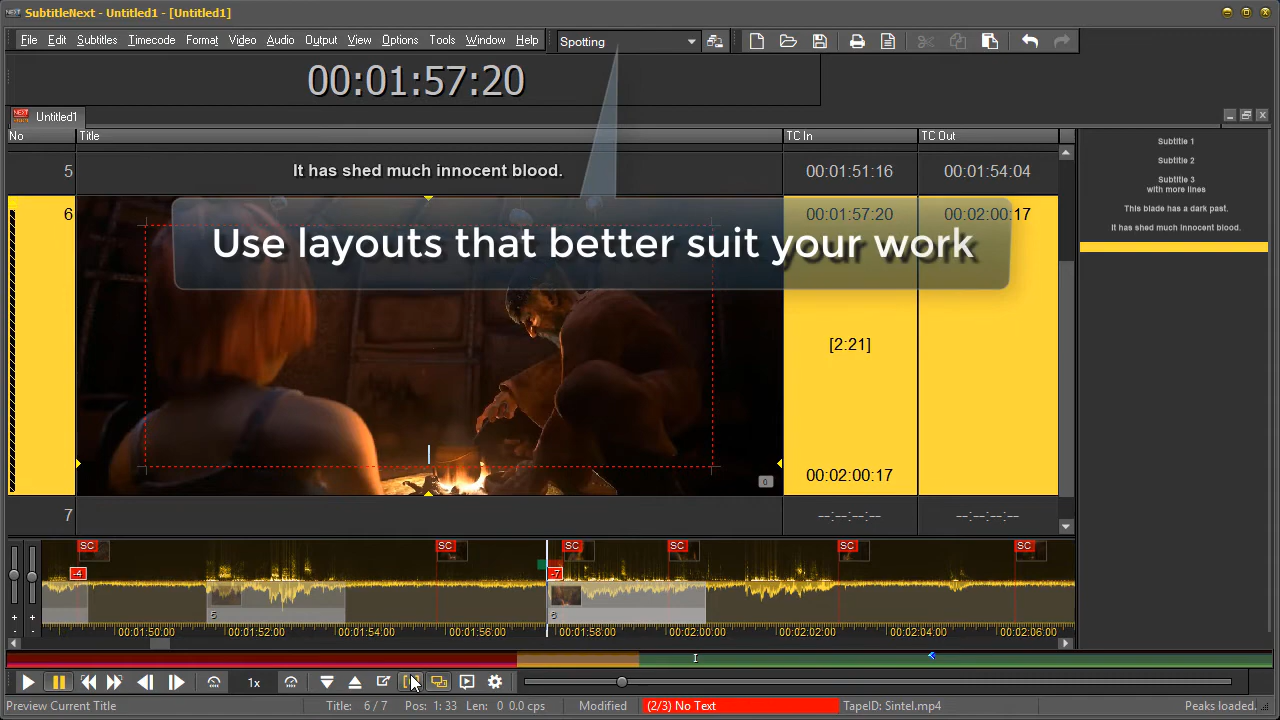 SubtitleNext - Untitled1 - [Untitled1]
File Edit Subtitles Timecode Format Video Audio Output View Options Tools Window Help
Spotting
00:01:57:20
Untitled1
No Title TC In TC Out
5 It has shed much innocent blood. 00:01:51:16 00:01:54:04
6 00:01:57:20 00:02:00:17
Use layouts that better suit your work
[2:21]
00:02:00:17
0
7 --:--:--:-- --:--:--:--
Subtitle 1
Subtitle 2
Subtitle 3
with more lines
This blade has a dark past.
It has shed much innocent blood.
SC SC SC SC SC SC
-4 -7
5 6
00:01:50:00 00:01:52:00 00:01:54:00 00:01:56:00 00:01:58:00 00:02:00:00 00:02:02:00 00:02:04:00 00:02:06:00
1x
Preview Current Title Title: 6 / 7 Pos: 1: 33 Len: 0 0.0 cps Modified (2/3) No Text TapeID: Sintel.mp4 Peaks loaded.